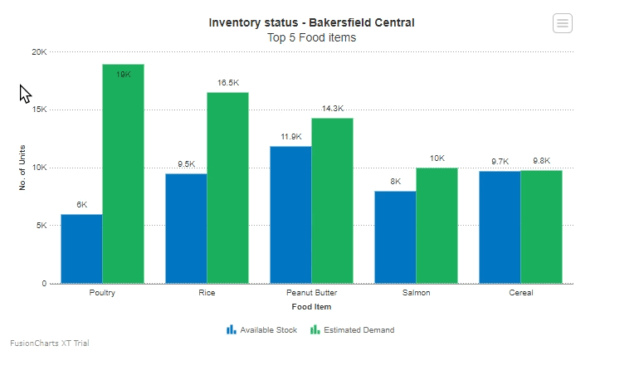 Inventory status - Bakersfield Central
Top 5 Food items
No. of Units
20K
15K
10K
5K
0
6K
19K
9.5K
16.5K
11.9K
14.3K
8K
10K
9.7K
9.8K
Poultry
Rice
Peanut Butter
Salmon
Cereal
Food Item
Available Stock
Estimated Demand
FusionCharts XT Trial